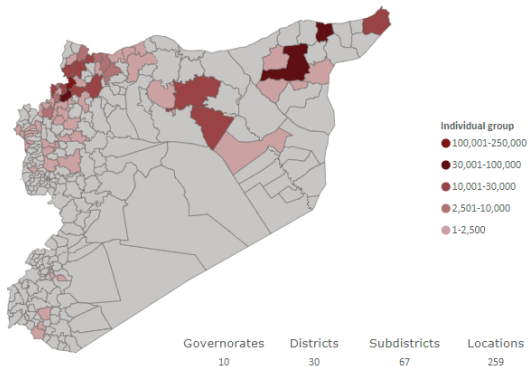 Individual group
100,001-250,000
30,001-100,000
10,001-30,000
2,501-10,000
1-2,500
Governorates Districts Subdistricts Locations
10 30 67 259